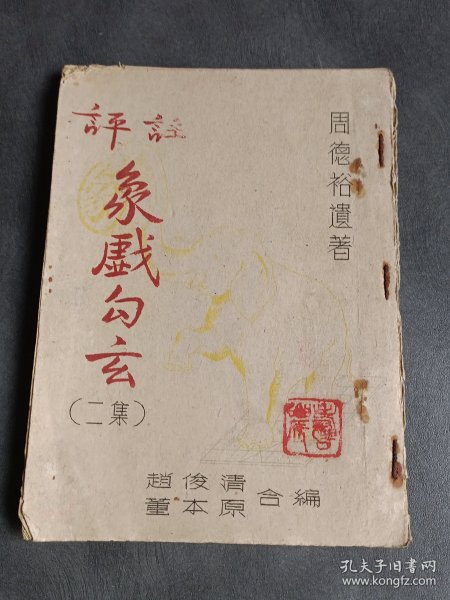 周德裕遺著
評註
象戲勾玄
(二集)
趙俊清
董本原
合編
孔夫子旧书网
www.kongfz.com